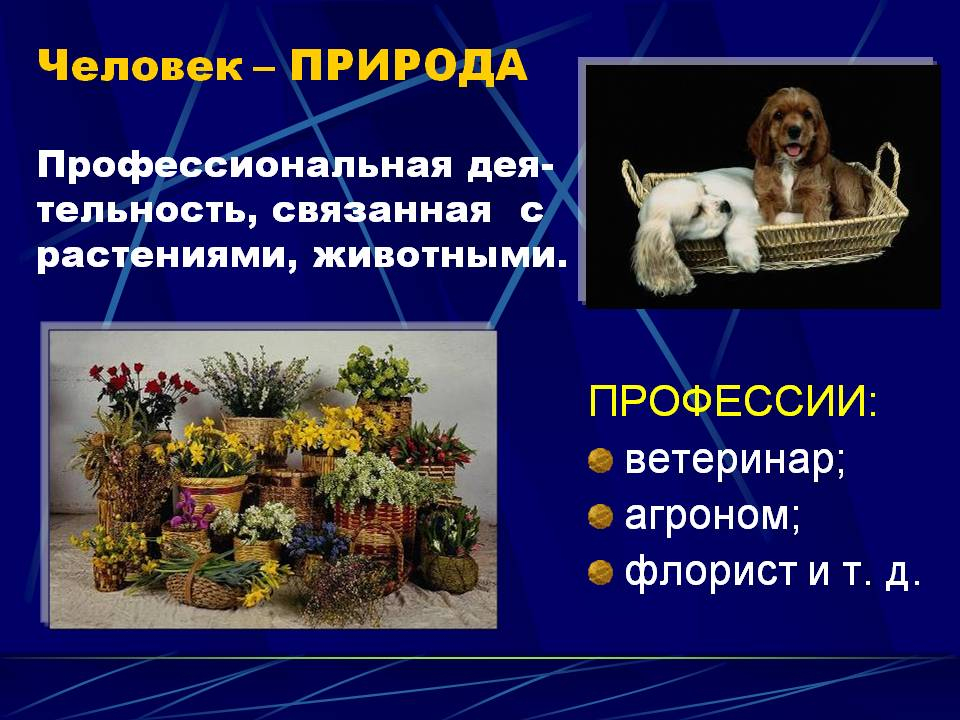 Человек – ПРИРОДА
Профессиональная дея-
тельность, связанная с
растениями, животными.
ПРОФЕССИИ:
ветеринар;
агроном;
флорист и т. д.